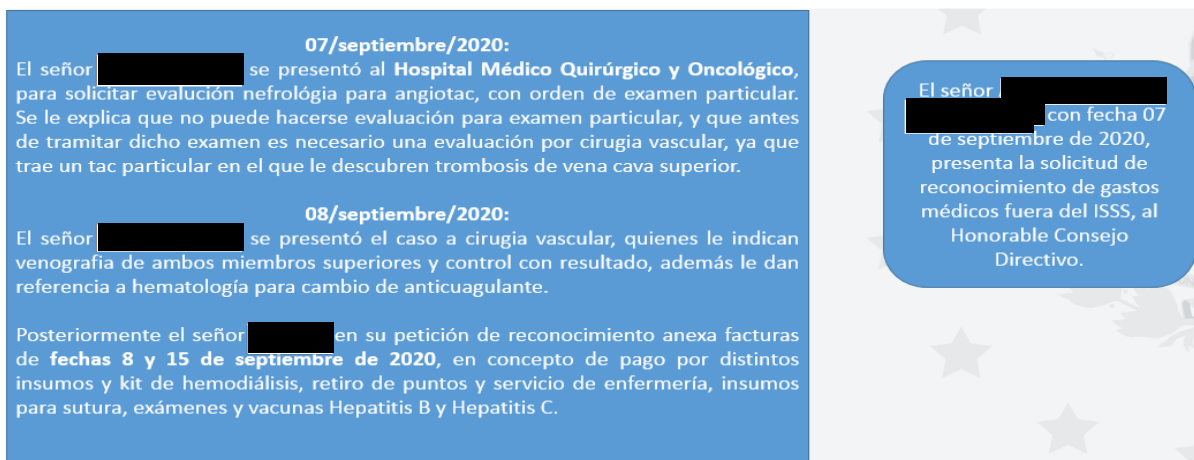 07/septiembre/2020:
El señor se presentó al Hospital Médico Quirúrgico y Oncológico,
para solicitar evalución nefrológia para angiotac, con orden de examen particular.
Se le explica que no puede hacerse evaluación para examen particular, y que antes
de tramitar dicho examen es necesario una evaluación por cirugia vascular, ya que
trae un tac particular en el que le descubren trombosis de vena cava superior.
08/septiembre/2020:
El señor se presentó el caso a cirugia vascular, quienes le indican
venografia de ambos miembros superiores y control con resultado, además le dan
referencia a hematología para cambio de anticuagulante.
Posteriormente el señor en su petición de reconocimiento anexa facturas
de fechas 8 y 15 de septiembre de 2020, en concepto de pago por distintos
insumos y kit de hemodiálisis, retiro de puntos y servicio de enfermería, insumos
para sutura, exámenes y vacunas Hepatitis B y Hepatitis C.
El señor
con fecha 07
de septiembre de 2020,
presenta la solicitud de
reconocimiento de gastos
médicos fuera del ISSS, al
Honorable Consejo
Directivo.